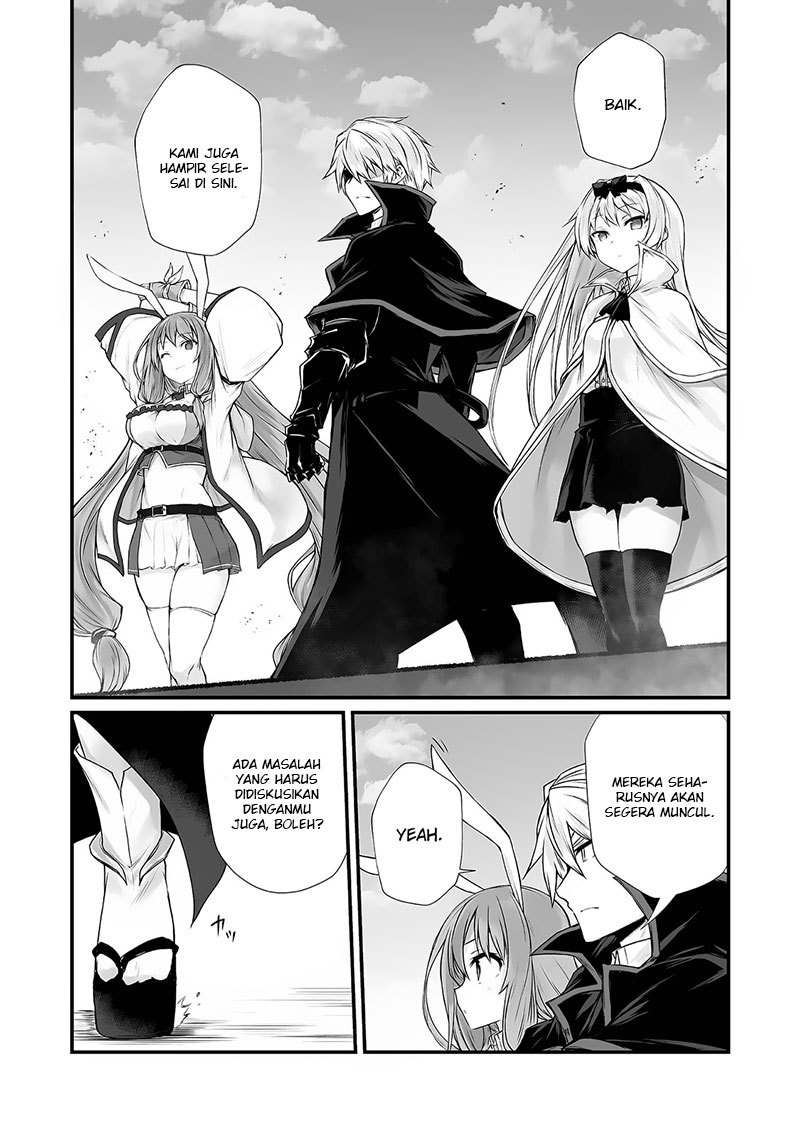 BAIK.
KAMI JUGA
HAMPIR SELE-
SAI DI SINI.
MEREKA SEHA-
RUSNYA AKAN
SEGERA MUNCUL.
YEAH.
ADA MASALAH
YANG HARUS
DIDISKUSIKAN
DENGANMU
JUGA, BOLEH?
カッ